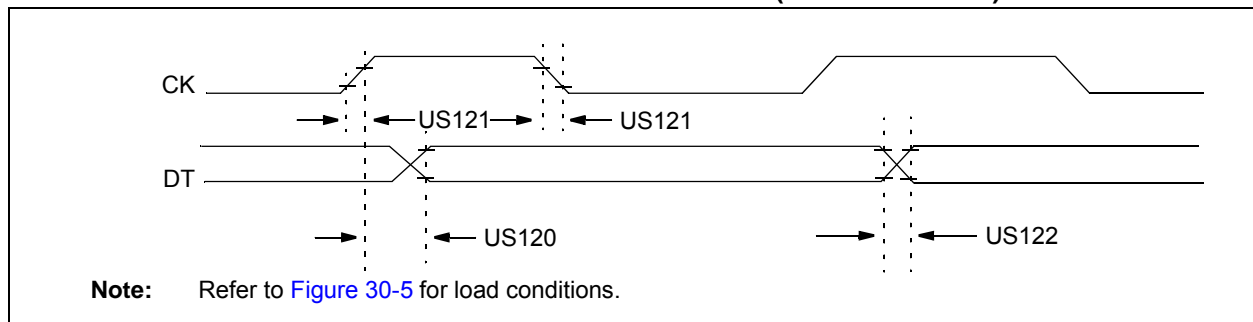 CK
US121
US121
DT
US120
US122
Note: Refer to Figure 30-5 for load conditions.